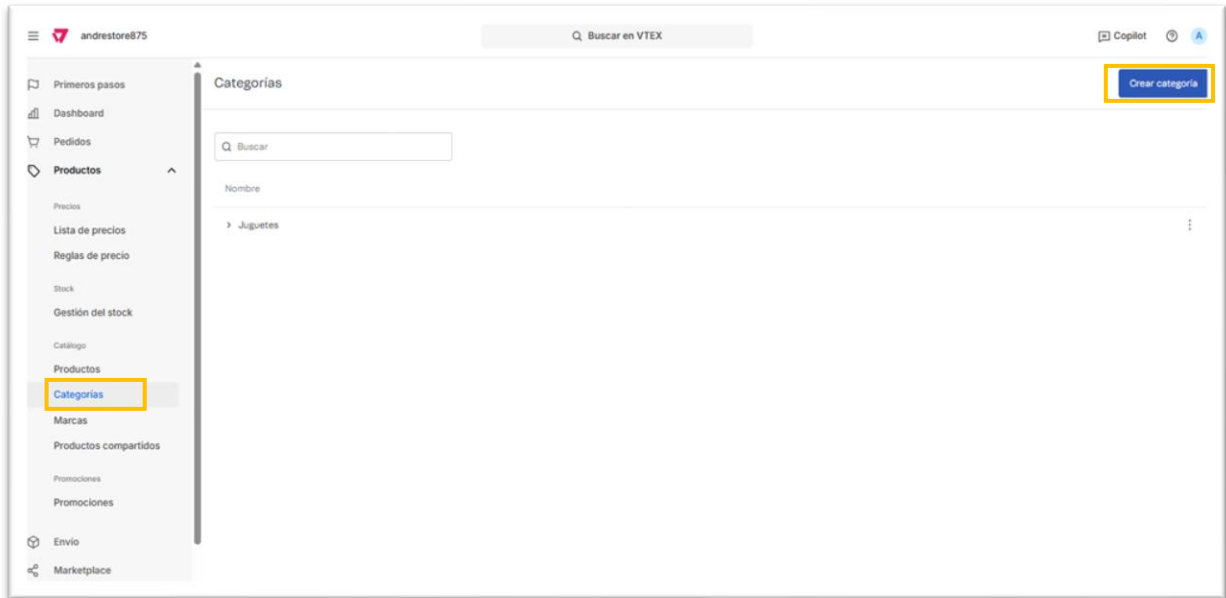 andrestore875
Buscar en VTEX
Copilot
A
Primeros pasos
Dashboard
Pedidos
Productos
Precios
Lista de precios
Reglas de precio
Stock
Gestión del stock
Catálogo
Productos
Categorías
Marcas
Productos compartidos
Promociones
Promociones
Envío
Marketplace
Categorías
Crear categoría
Buscar
Nombre
Juguetes